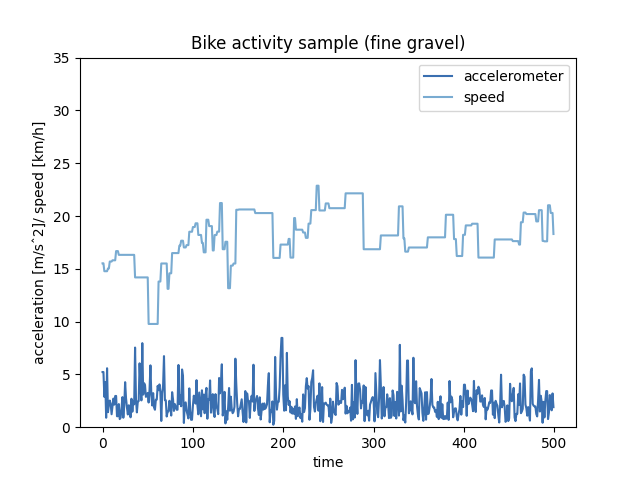 Bike activity sample (fine gravel)
accelerometer
speed
35
30
25
20
15
10
5
0
acceleration [m/s^2]/ speed [km/h]
0 100 200 300 400 500
time